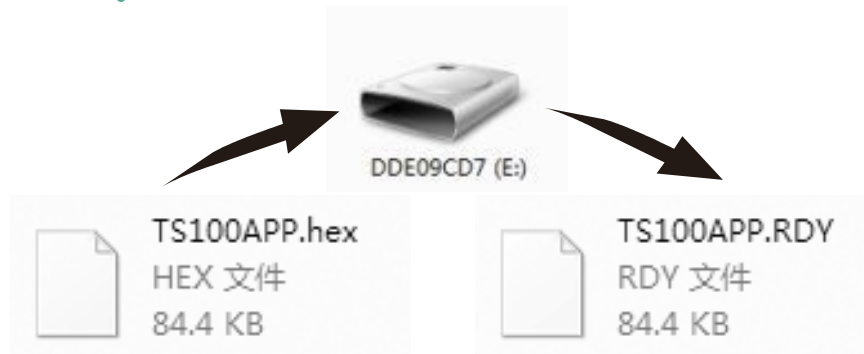 DDE09CD7 (E:)
TS100APP.hex
HEX 文件
84.4 KB
TS100APP.RDY
RDY 文件
84.4 KB